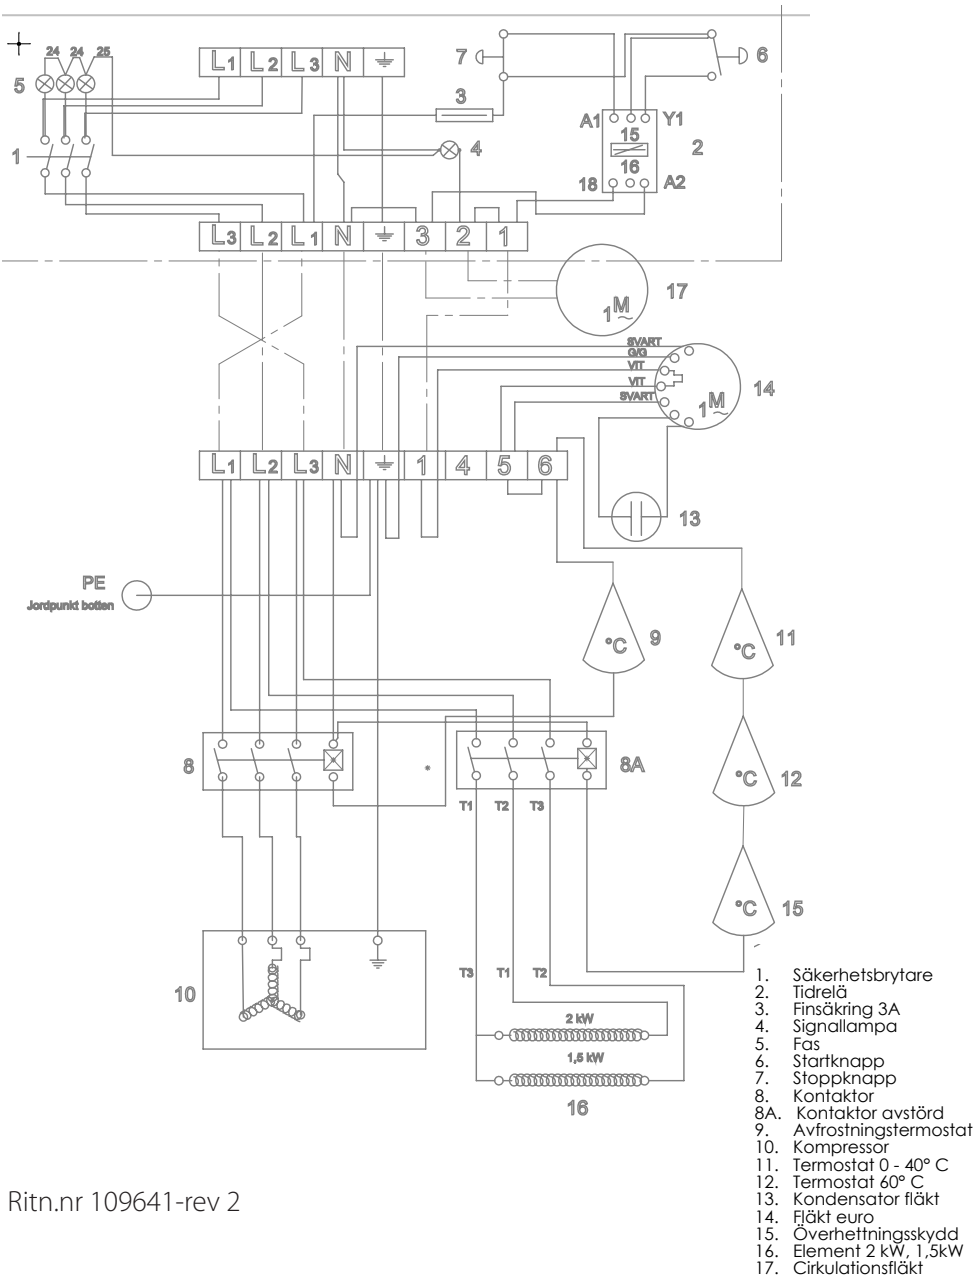 24 24 25
5
L1 L2 L3 N
7
6
3
A1 Y1
15
2
16
18 A2
1
4
L3 L2 L1 N 3 2 1
1M
17
SVART
G/G
VIT
VIT
SVART
1M
14
L1 L2 L3 N 1 4 5 6
13
PE
Jordpunkt botten
°C 9
°C 11
8
*
8A
°C 12
T1 T2 T3
°C 15
T3 T1 T2
10
2 kW
1,5 kW
16
1. Säkerhetsbrytare
2. Tidrelä
3. Finsäkring 3A
4. Signallampa
5. Fas
6. Startknapp
7. Stoppknapp
8. Kontaktor
8A. Kontaktor avstörd
9. Avfrostningstermostat
10. Kompressor
11. Termostat 0 - 40° C
12. Termostat 60° C
13. Kondensator fläkt
14. Fläkt euro
15. Överhettningsskydd
16. Element 2 kW, 1,5kW
17. Cirkulationsfläkt
Ritn.nr 109641-rev 2